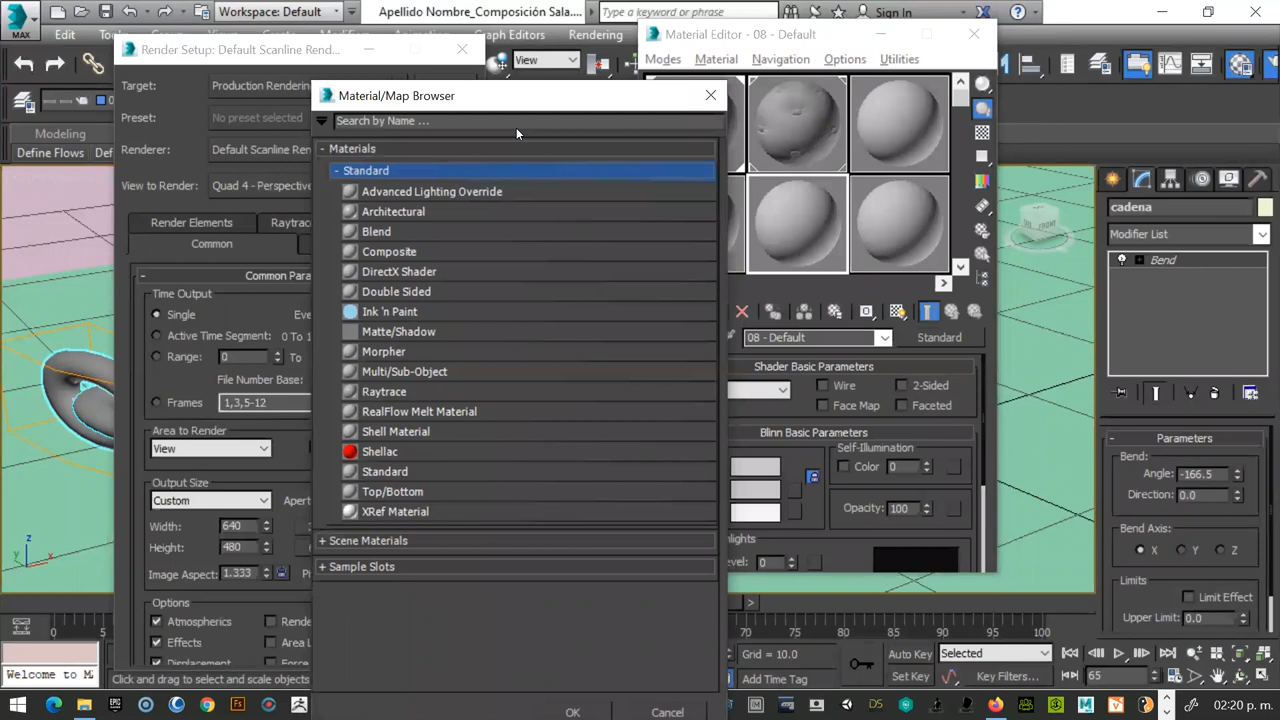 Workspace: Default
Apellido Nombre_Composición Sala....
Type a keyword or phrase
Sign In
MAX
Edit
Graph Editors
Rendering
Render Setup: Default Scanline Rend...
View
Material Editor - 08 - Default
Modes Material Navigation Options Utilities
Target: Production Rendering
Preset: No preset selected
Renderer: Default Scanline Ren
View to Render: Quad 4 - Perspective
Modeling
Define Flows
Render Elements
Raytrac
Common
Common Para
Time Output
Single
Active Time Segment: 0 To 1
Range: 0 To
File Number Base:
Frames 1,3,5-12
Area to Render
View
Output Size
Custom
Width: 640
Height: 480
Image Aspect: 1.333
Options
Atmospherics
Effects
Displacement
Material/Map Browser
Search by Name ...
- Materials
- Standard
Advanced Lighting Override
Architectural
Blend
Composite
DirectX Shader
Double Sided
Ink 'n Paint
Matte/Shadow
Morpher
Multi/Sub-Object
Raytrace
RealFlow Melt Material
Shell Material
Shellac
Standard
Top/Bottom
XRef Material
+ Scene Materials
+ Sample Slots
OK
Cancel
08 - Default
Standard
Shader Basic Parameters
Wire
2-Sided
Face Map
Faceted
Blinn Basic Parameters
Self-Illumination
Color 0
Opacity: 100
0
cadena
Modifier List
Bend
- Parameters
Bend:
Angle: -166.5
Direction: 0.0
Bend Axis:
X Y Z
Limits
Limit Effect
Upper Limit: 0.0
0 5 70 75 80 85 90 95 100
Welcome to M
Click and drag to select and scale objects
Grid = 10.0
Add Time Tag
Auto Key
Selected
Set Key
Key Filters...
65
02:20 p. m.